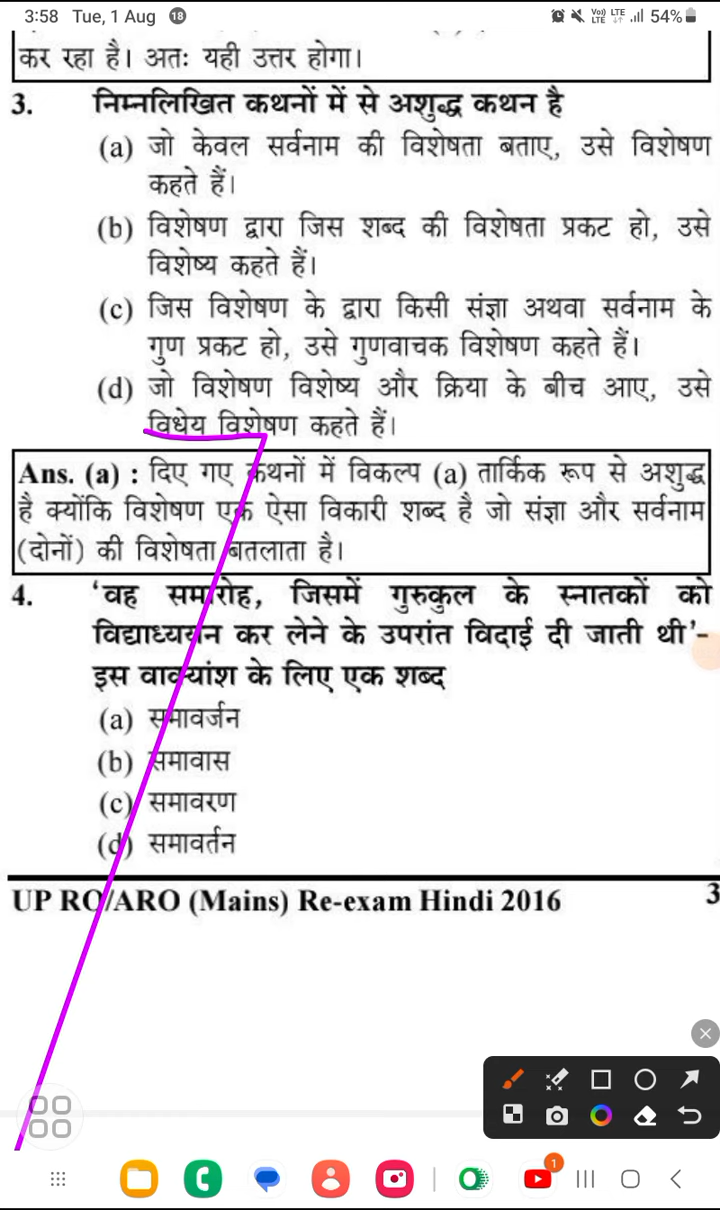 3:58 Tue, 1 Aug 18 Vo) LTE LTE 54%
कर रहा है। अतः यही उत्तर होगा।
3. निम्नलिखित कथनों में से अशुद्ध कथन है
(a) जो केवल सर्वनाम की विशेषता बताए, उसे विशेषण
कहते हैं।
(b) विशेषण द्वारा जिस शब्द की विशेषता प्रकट हो, उसे
विशेष्य कहते हैं।
(c) जिस विशेषण के द्वारा किसी संज्ञा अथवा सर्वनाम के
गुण प्रकट हो, उसे गुणवाचक विशेषण कहते हैं।
(d) जो विशेषण विशेष्य और क्रिया के बीच आए, उसे
विधेय विशेषण कहते हैं।
Ans. (a) : दिए गए कथनों में विकल्प (a) तार्किक रूप से अशुद्ध
है क्योंकि विशेषण एक ऐसा विकारी शब्द है जो संज्ञा और सर्वनाम
(दोनों) की विशेषता बतलाता है।
4. 'वह समारोह, जिसमें गुरुकुल के स्नातकों को
विद्याध्ययन कर लेने के उपरांत विदाई दी जाती थी'-
इस वाक्यांश के लिए एक शब्द
(a) समावर्जन
(b) समावास
(c) समावरण
(d) समावर्तन
UP RO/ARO (Mains) Re-exam Hindi 2016 3
1